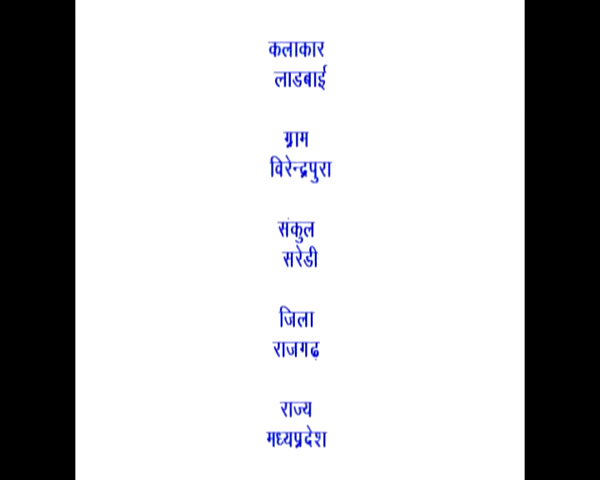 कलाकार
लाडबाई
ग्राम
विरेन्द्रपुरा
संकुल
सरेडी
जिला
राजगढ़
राज्य
मध्यप्रदेश